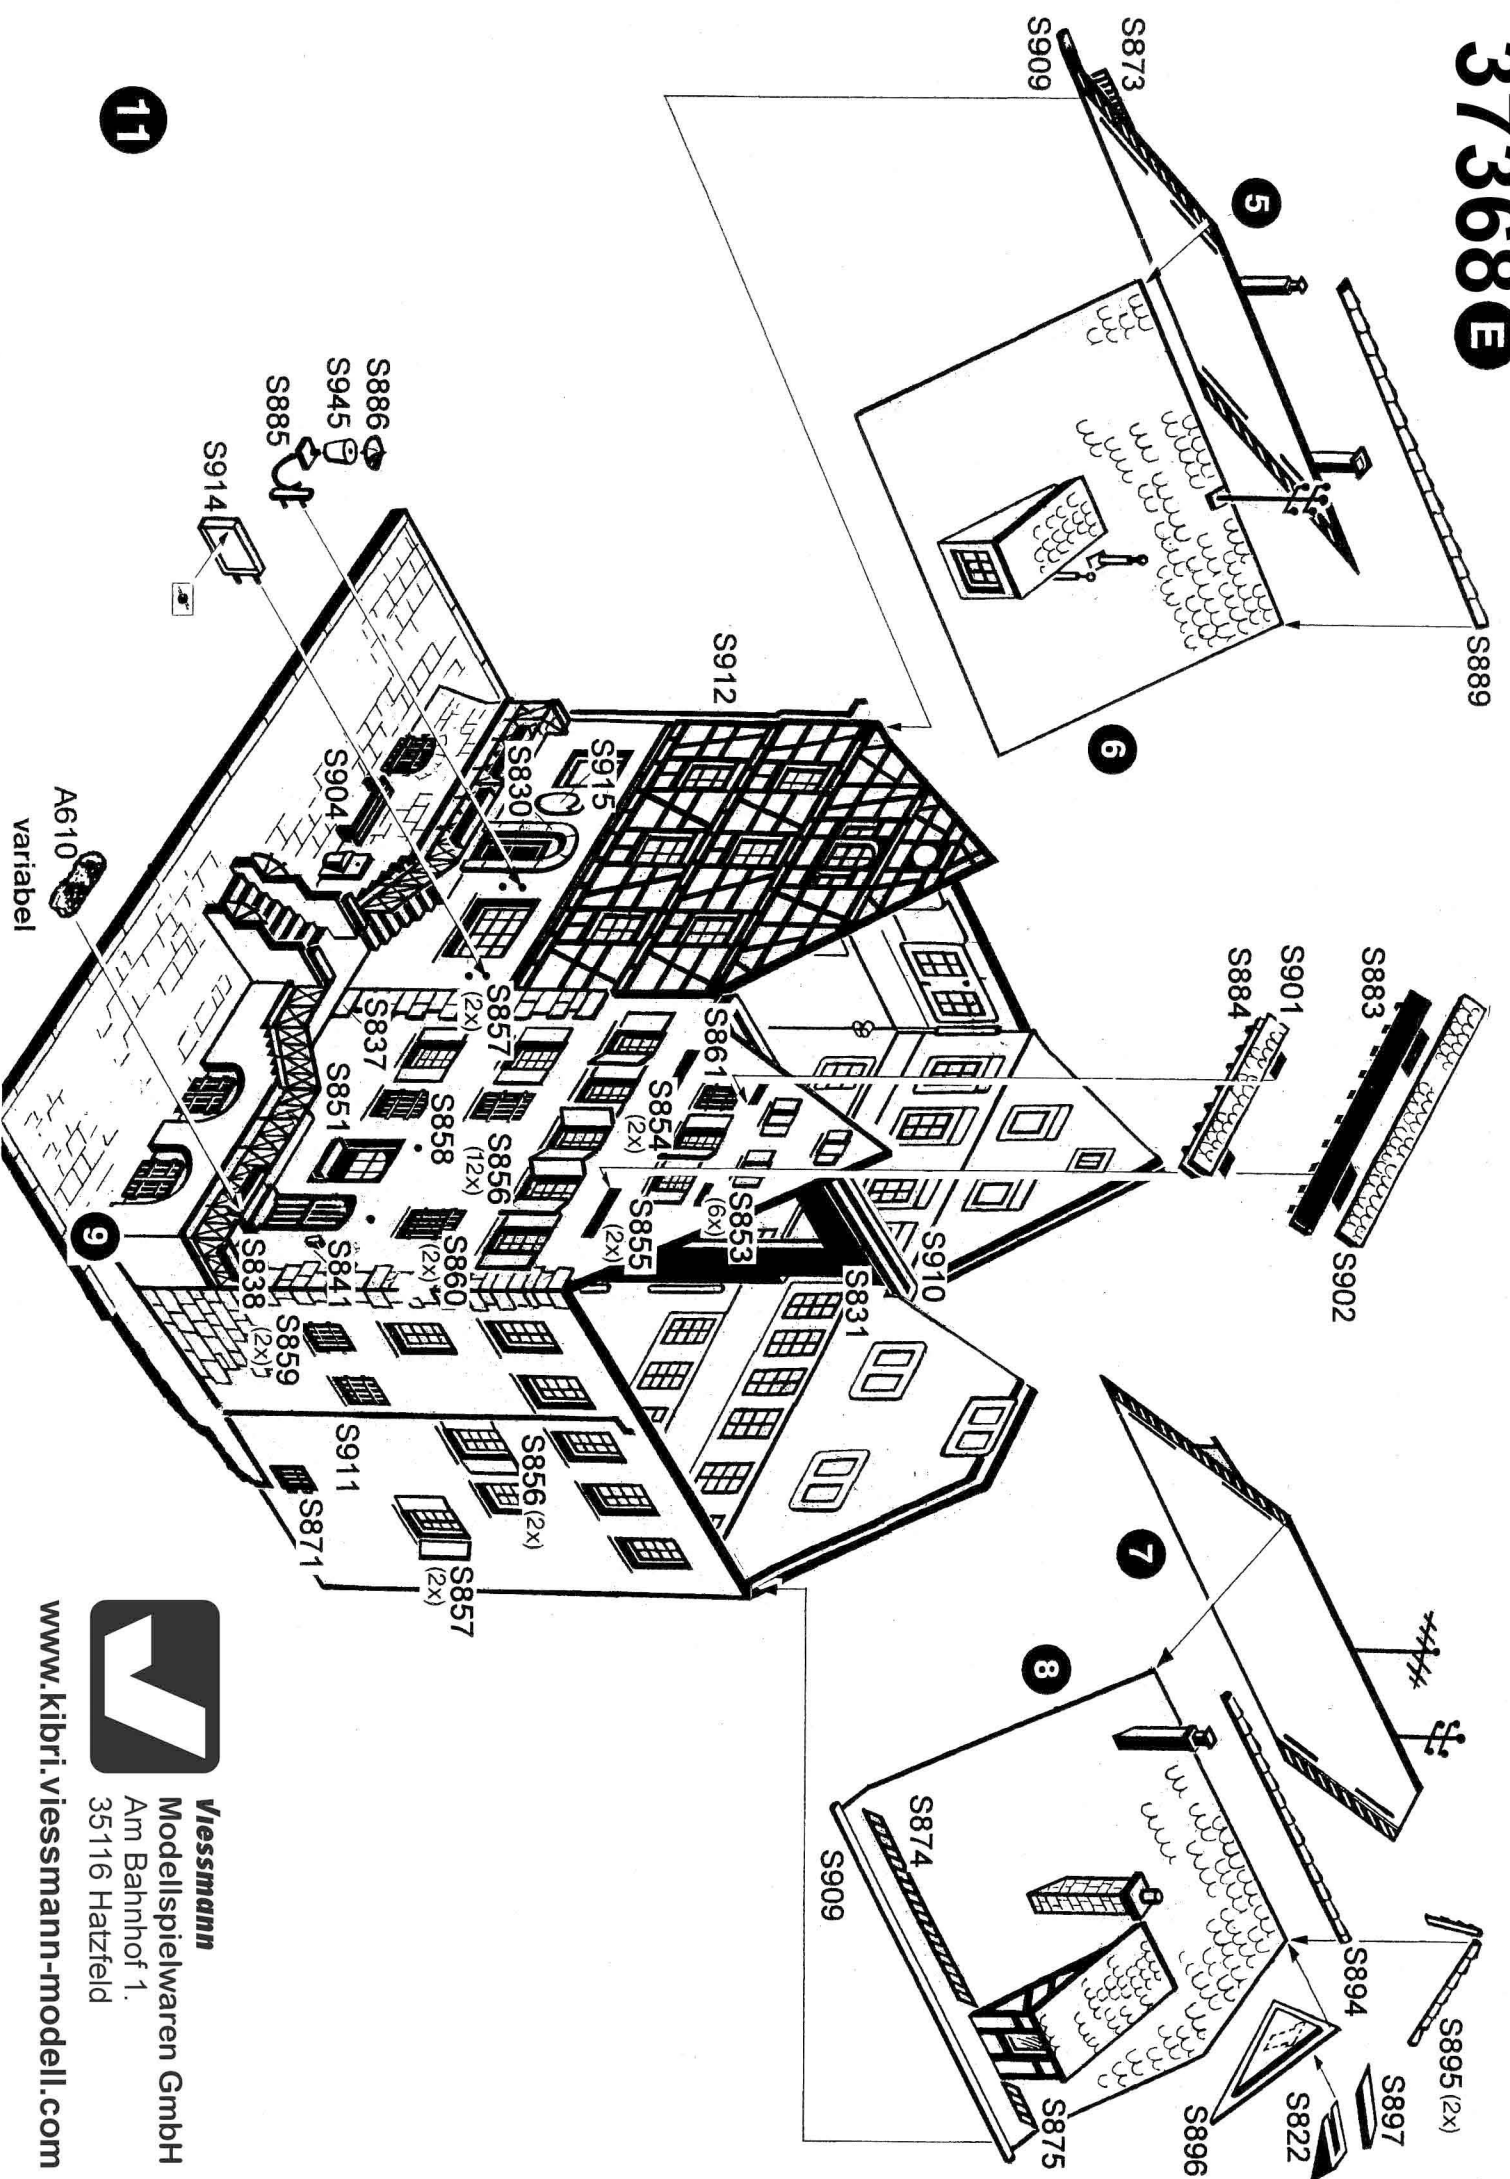 37368 E
S873
S909
5
S889
6
11
S886
S945
S885
S914
S912
S915
S830
S904
A610
variabel
S857
(2x)
S837
S851
S858
S856
(12x)
S861
S854
(2x)
S853
(6x)
S855
(2x)
S860
(2x)
S841
S838
S859
(2x)
9
S831
S910
S901
S884
S883
S902
S911
S871
S856 (2x)
S857
(2x)
7
8
S874
S909
S894
S895 (2x)
S897
S822
S896
S875
Viessmann
Modellspielwaren GmbH
Am Bahnhof 1.
35116 Hatzfeld
www.kibri.viessmann-modell.com